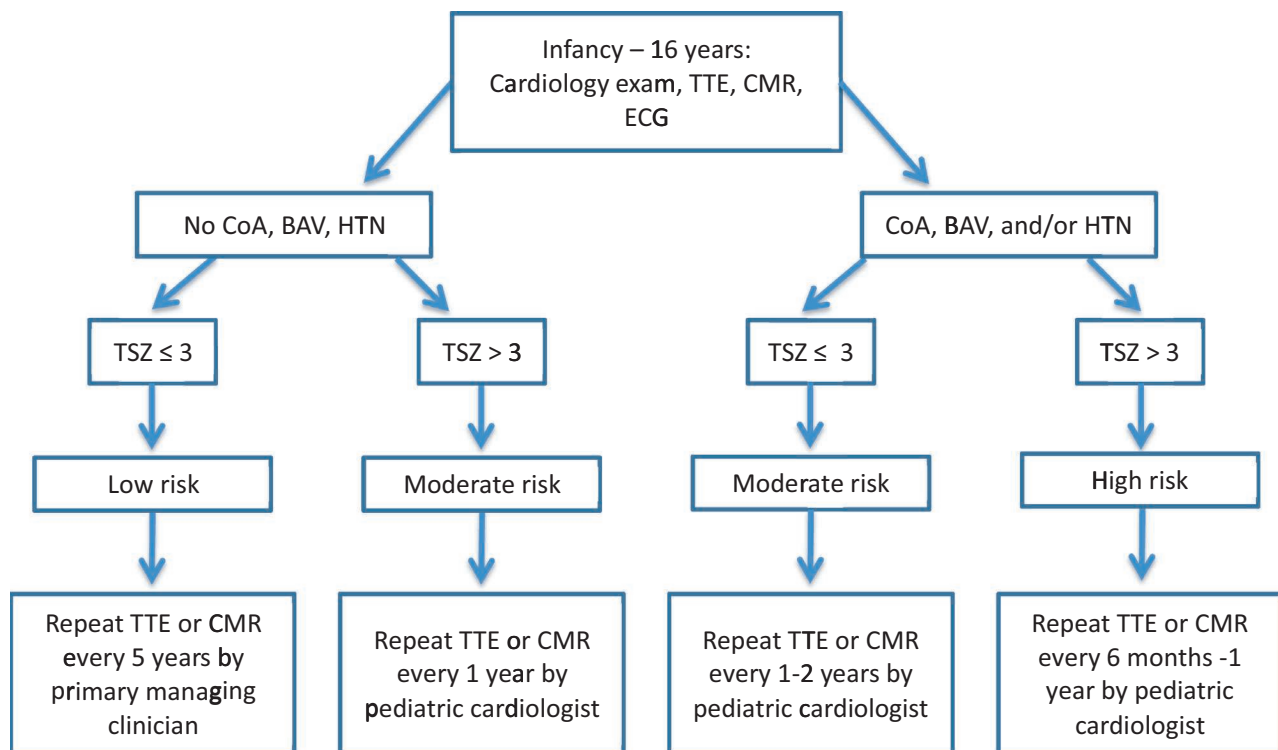 Infancy – 16 years:
Cardiology exam, TTE, CMR,
ECG
No CoA, BAV, HTN
CoA, BAV, and/or HTN
TSZ ≤ 3
TSZ > 3
TSZ ≤ 3
TSZ > 3
Low risk
Moderate risk
Moderate risk
High risk
Repeat TTE or CMR
every 5 years by
primary managing
clinician
Repeat TTE or CMR
every 1 year by
pediatric cardiologist
Repeat TTE or CMR
every 1-2 years by
pediatric cardiologist
Repeat TTE or CMR
every 6 months -1
year by pediatric
cardiologist